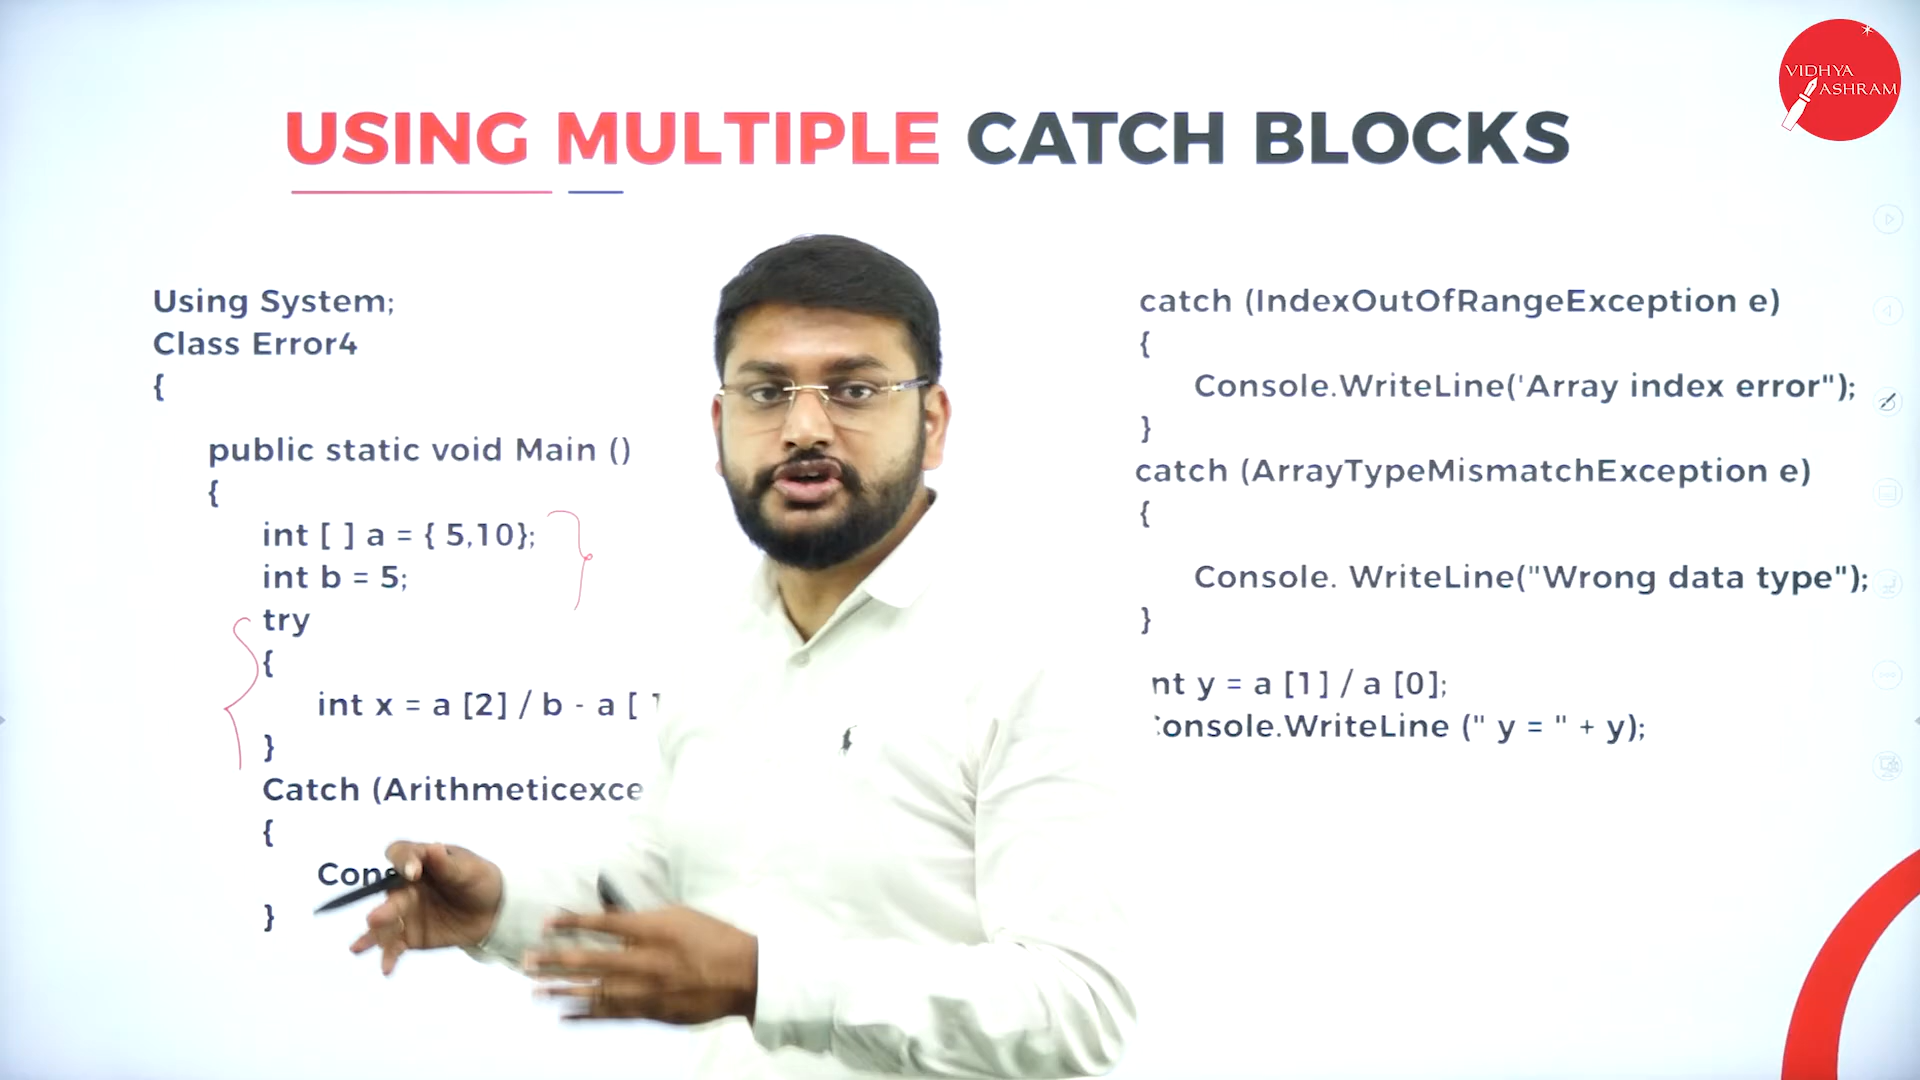 VIDHYA
ASHRAM
USING MULTIPLE CATCH BLOCKS
Using System;
Class Error4
{
public static void Main ()
{
int [ ] a = { 5,10};
int b = 5;
try
{
int x = a [2] / b - a [
}
Catch (Arithmeticexce
{
Cons
}
catch (IndexOutOfRangeException e)
{
Console.WriteLine('Array index error");
}
catch (ArrayTypeMismatchException e)
{
Console. WriteLine("Wrong data type");
}
nt y = a [1] / a [0];
onsole.WriteLine (" y = " + y);